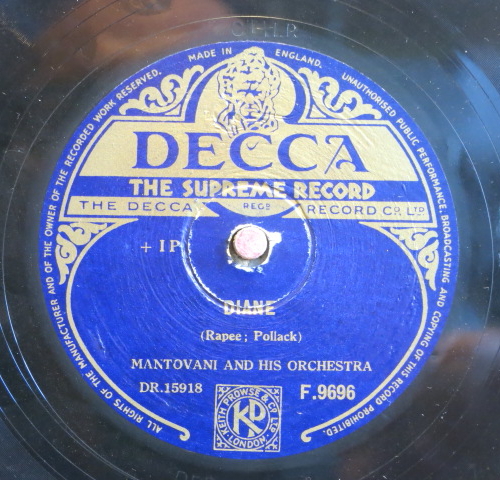 MADE IN ENGLAND.
DECCA
THE SUPREME RECORD
THE DECCA REGD RECORD CO. LTD
+ 1P
DIANE
(Rapee; Pollack)
MANTOVANI AND HIS ORCHESTRA
DR.15918
F.9696
KEITH PROWSE & CO LTD
KP
LONDON
ALL RIGHTS OF THE MANUFACTURER AND OF THE OWNER OF THE RECORDED WORK RESERVED.
UNAUTHORISED PUBLIC PERFORMANCE, BROADCASTING AND COPYING OF THIS RECORD PROHIBITED.